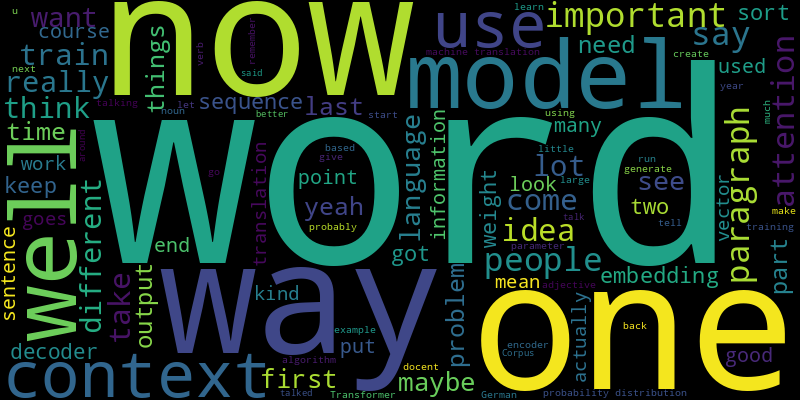 u
want
now
use
important
learn
sort
course
things
verb
remember
said
say
train
really
machine translation
model
need
create
used
next
talking
sequence
last
think
noun
let
better
start
using
year
much
attention
time
well
around
word
many
language
information
based
give
little
lot
run
generate
paragraph
work
keep
go
point
weight
look
large
see
vector
translation
yeah
come
two
make
goes
different
probably
idea
talk
tell
training
sentence
end
got
parameter
people
embedding
part
take
output
way
kind
problem
mean
adjective
one
actually
context
example
put
encoder
Corpus
back
good
decoder
algorithm
first
docent
maybe
talked
Transformer
German
probability distribution